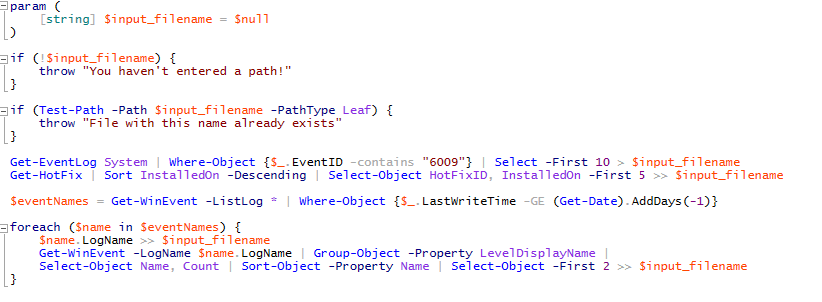 param (
    [string] $input_filename = $null
)

if (!$input_filename) {
    throw "You haven't entered a path!"
}

if (Test-Path -Path $input_filename -PathType Leaf) {
    throw "File with this name already exists"
}

Get-EventLog System | Where-Object {$_.EventID -contains "6009"} | Select -First 10 > $input_filename
Get-HotFix | Sort InstalledOn -Descending | Select-Object HotFixID, InstalledOn -First 5 >> $input_filename

$eventNames = Get-WinEvent -ListLog * | Where-Object {$_.LastWriteTime -GE (Get-Date).AddDays(-1)}

foreach ($name in $eventNames) {
    $name.LogName >> $input_filename
    Get-WinEvent -LogName $name.LogName | Group-Object -Property LevelDisplayName |
    Select-Object Name, Count | Sort-Object -Property Name | Select-Object -First 2 >> $input_filename
}